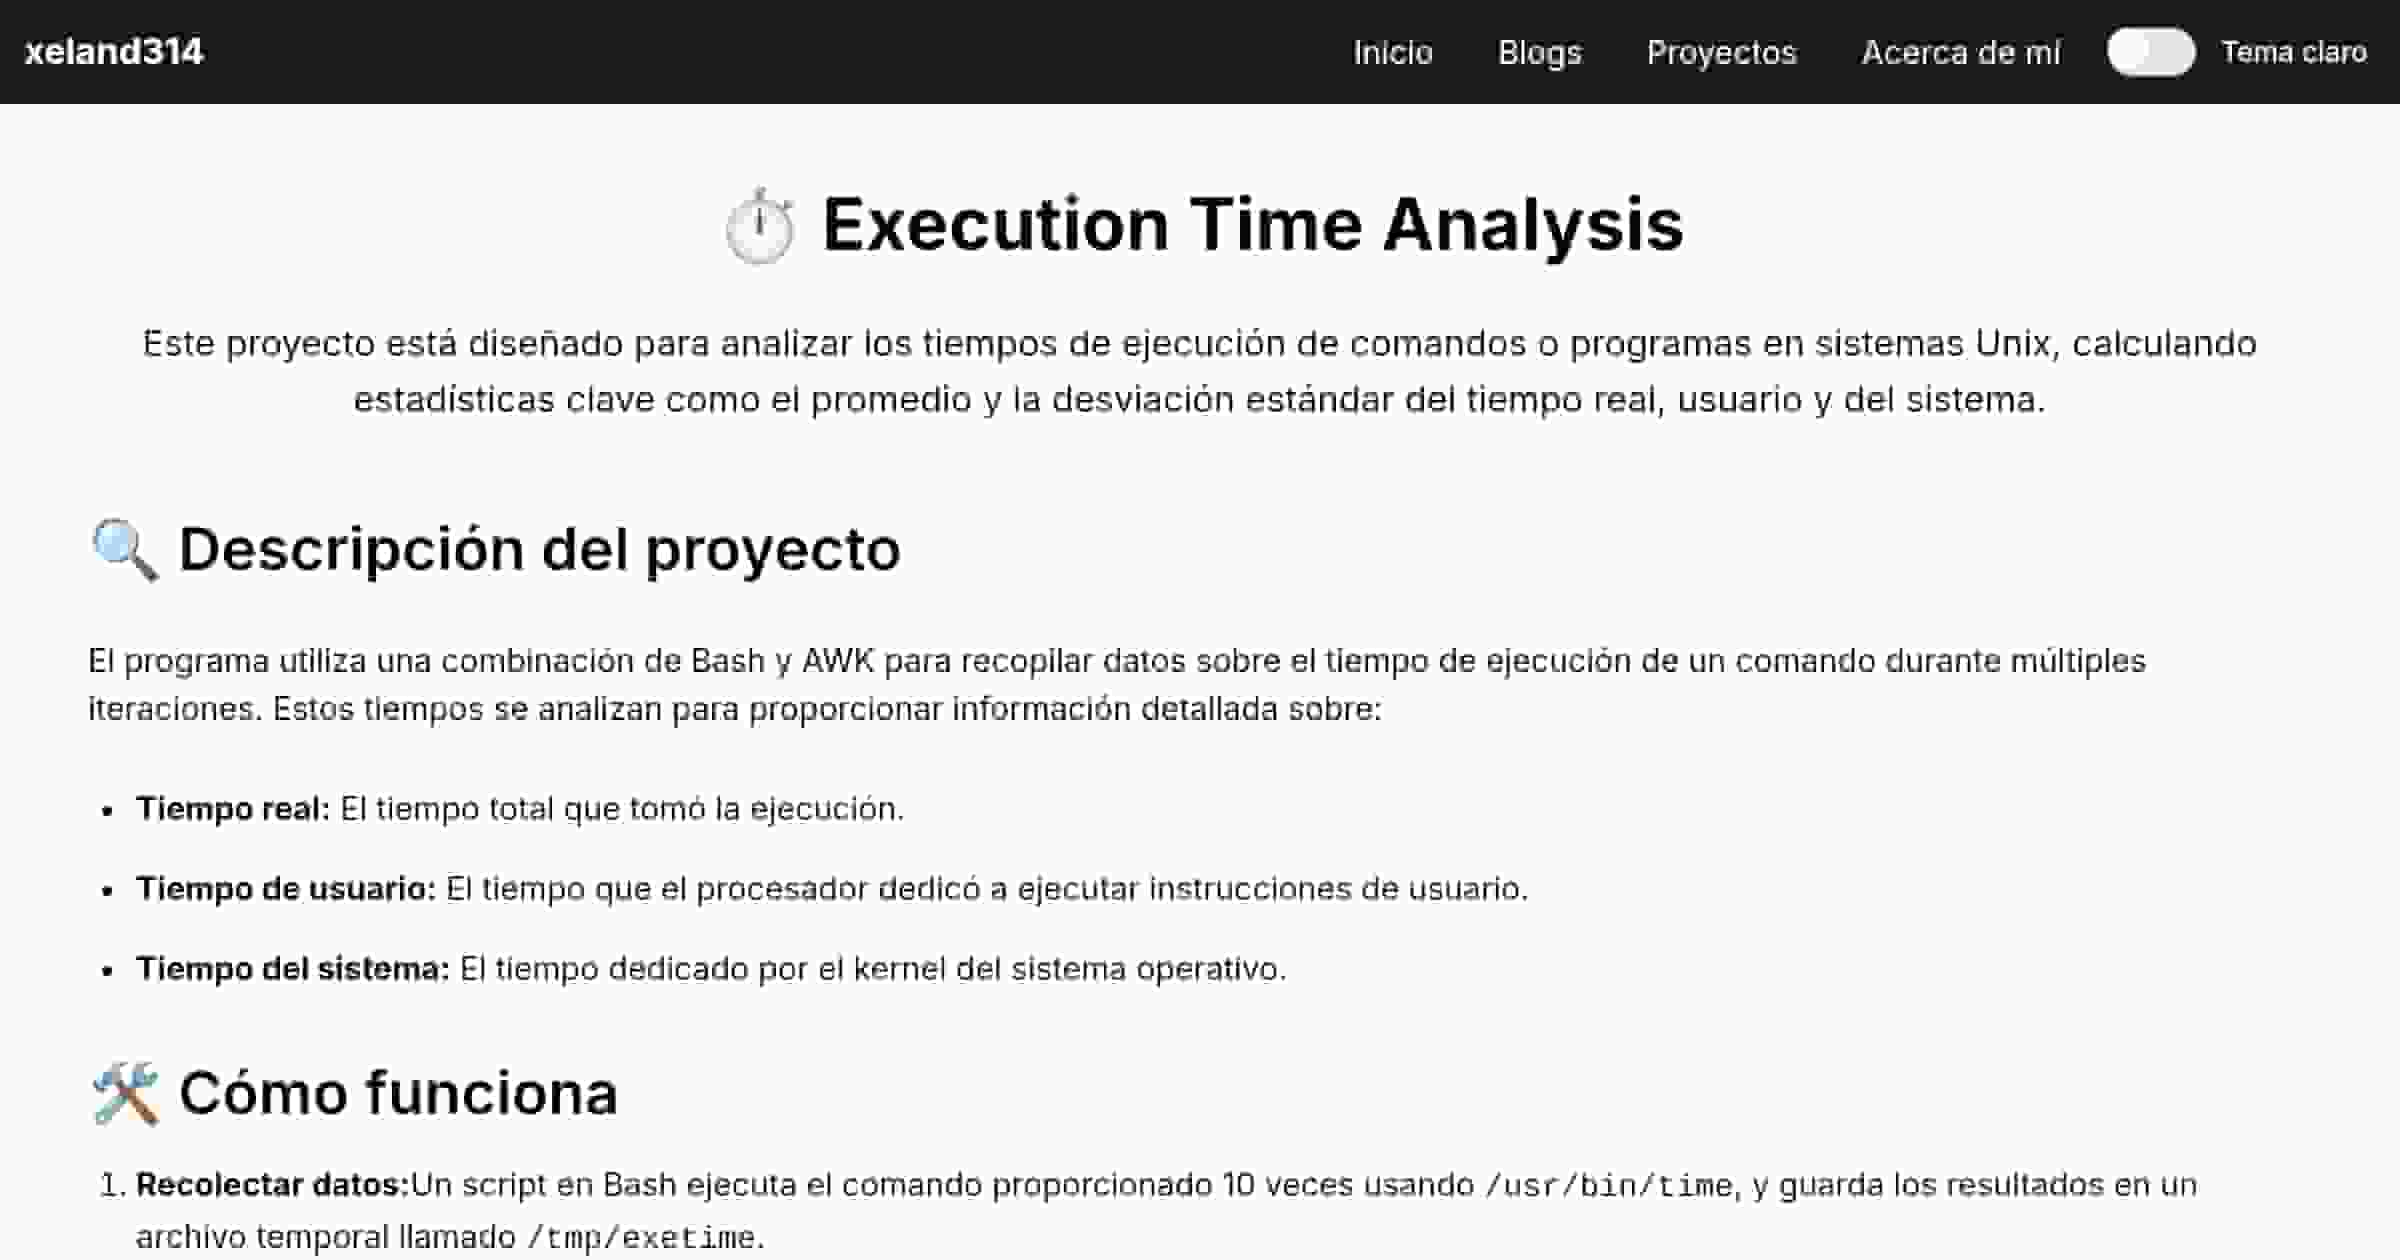 xeland314
Inicio Blogs Proyectos Acerca de mí Tema claro
⏱️ Execution Time Analysis
Este proyecto está diseñado para analizar los tiempos de ejecución de comandos o programas en sistemas Unix, calculando
estadísticas clave como el promedio y la desviación estándar del tiempo real, usuario y del sistema.
🔍 Descripción del proyecto
El programa utiliza una combinación de Bash y AWK para recopilar datos sobre el tiempo de ejecución de un comando durante múltiples
iteraciones. Estos tiempos se analizan para proporcionar información detallada sobre:
• Tiempo real: El tiempo total que tomó la ejecución.
• Tiempo de usuario: El tiempo que el procesador dedicó a ejecutar instrucciones de usuario.
• Tiempo del sistema: El tiempo dedicado por el kernel del sistema operativo.
🛠️ Cómo funciona
1. Recolectar datos:Un script en Bash ejecuta el comando proporcionado 10 veces usando /usr/bin/time, y guarda los resultados en un
archivo temporal llamado /tmp/exetime.